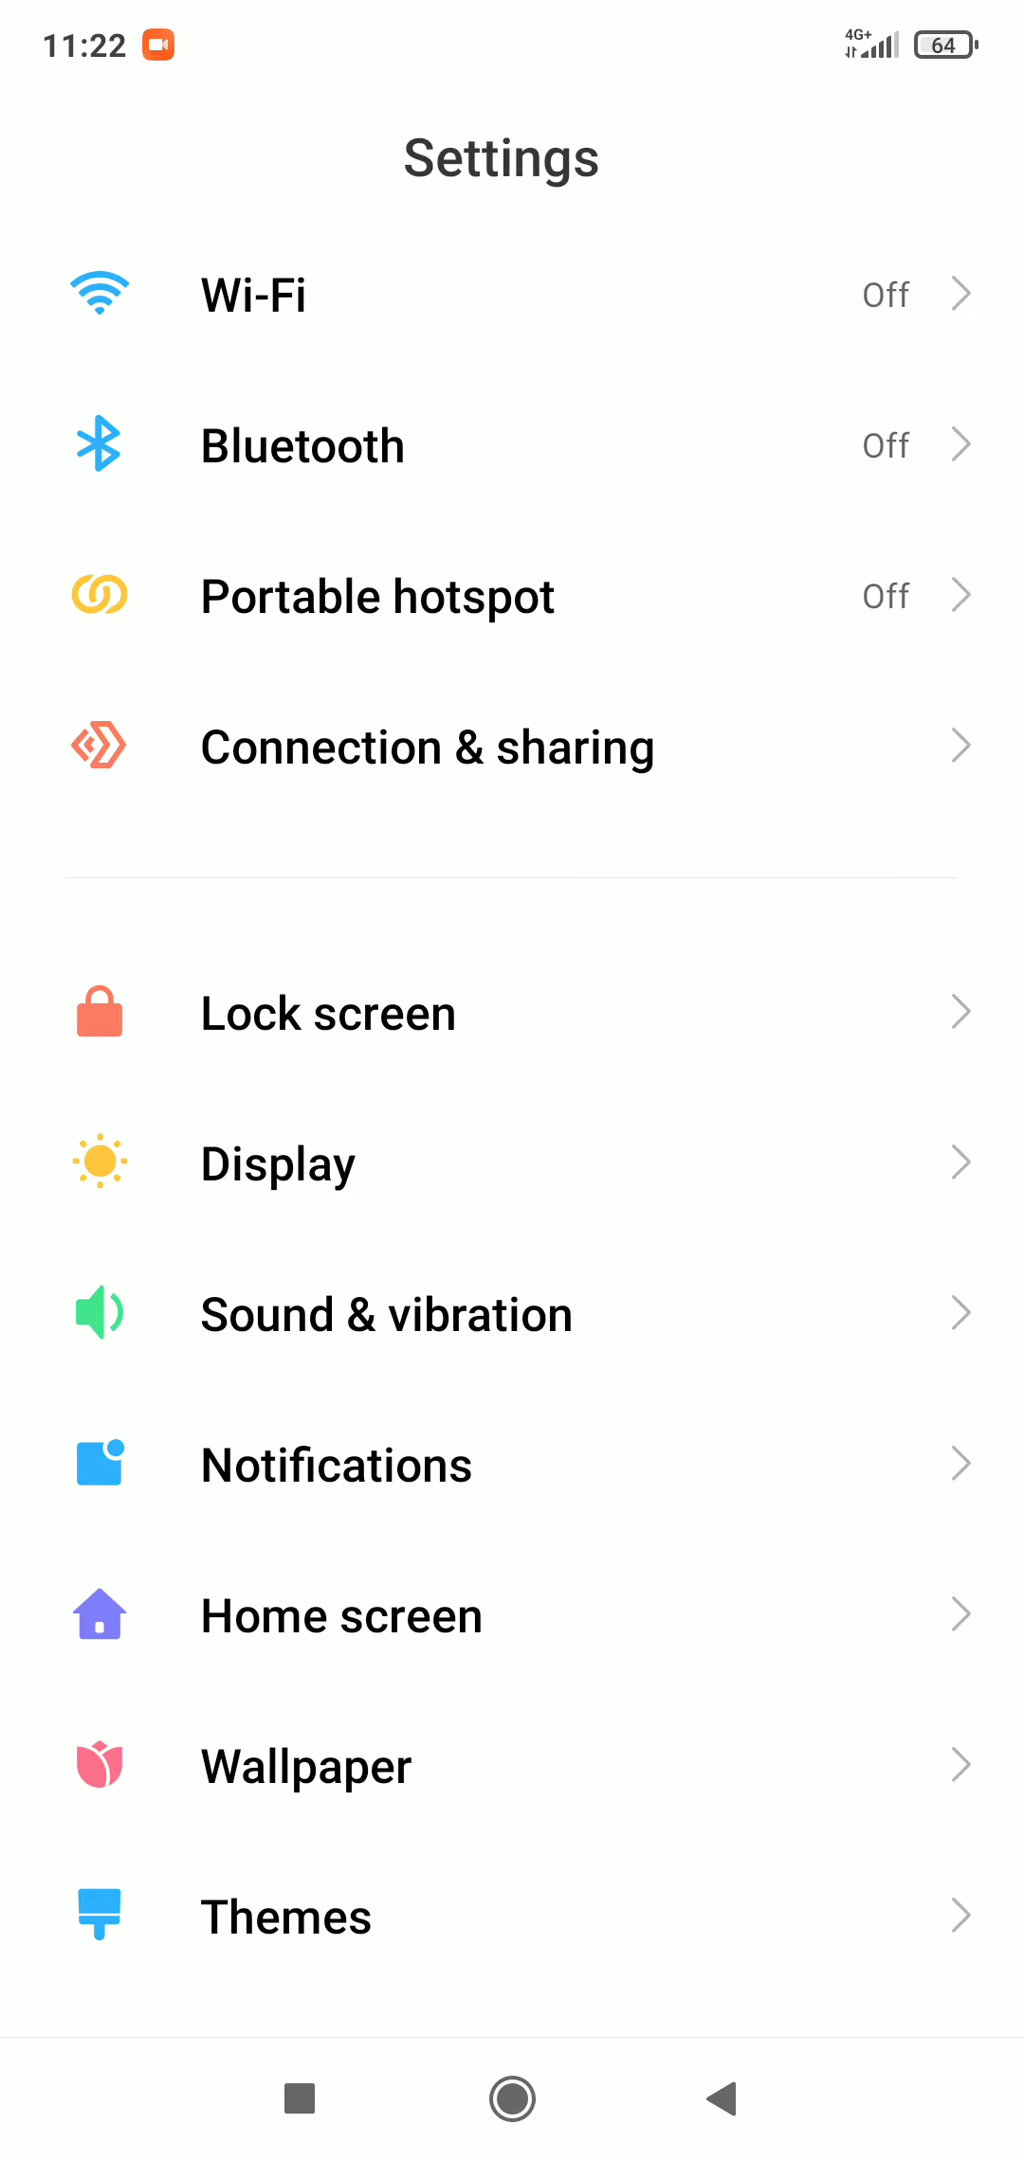 11:22 4G+ 64
Settings
Wi-Fi Off
Bluetooth Off
Portable hotspot Off
Connection & sharing
Lock screen
Display
Sound & vibration
Notifications
Home screen
Wallpaper
Themes